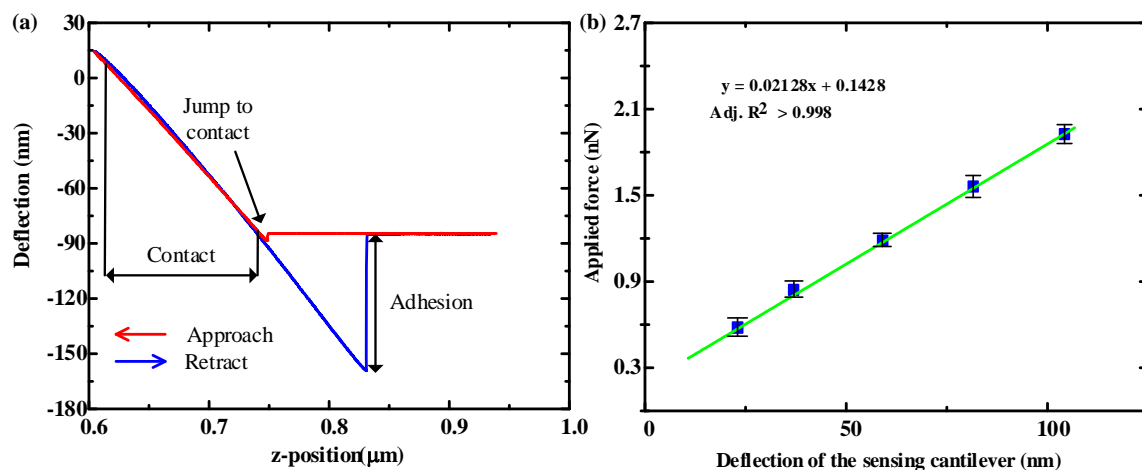 (a)
30
0
-30
-60
-90
-120
-150
-180
Deflection (nm)
Jump to
contact
Contact
Adhesion
Approach
Retract
0.6
0.7
0.8
0.9
1.0
z-position(μm)
(b)
2.7
2.1
1.5
0.9
0.3
Applied force (nN)
y = 0.02128x + 0.1428
Adj. R² > 0.998
0
50
100
Deflection of the sensing cantilever (nm)